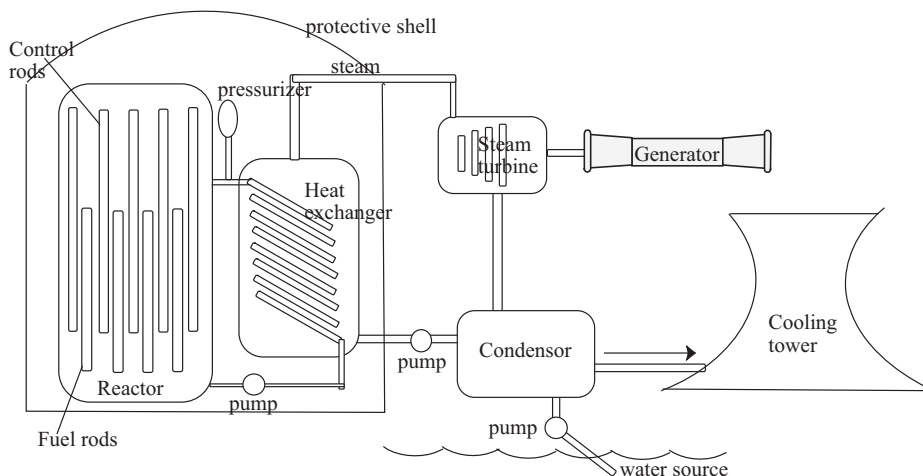 protective shell
Control
rods
steam
pressurizer
Steam
turbine
Generator
Heat
exchanger
Cooling
tower
Condensor
pump
Reactor
pump
pump
Fuel rods
water source